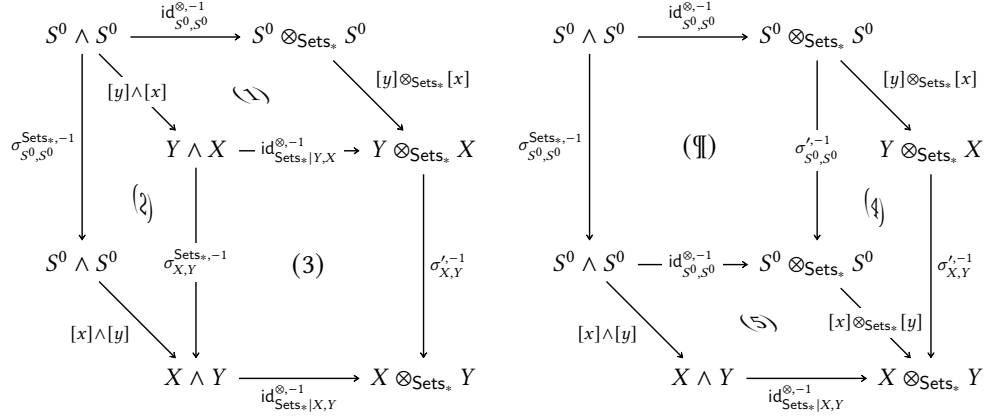 id^{⊗,−1}_{S^0,S^0} id^{⊗,−1}_{S^0,S^0}
S^0 ∧ S^0 S^0 ⊗_{Sets_*} S^0 S^0 ∧ S^0 S^0 ⊗_{Sets_*} S^0
[y]∧[x] (1) [y]⊗_{Sets_*}[x] [y]⊗_{Sets_*}[x]
σ^{Sets_*,−1}_{S^0,S^0} Y ∧ X id^{⊗,−1}_{Sets_*|Y,X} Y ⊗_{Sets_*} X σ^{Sets_*,−1}_{S^0,S^0} (¶) σ^{′,−1}_{S^0,S^0} Y ⊗_{Sets_*} X
(2) (4)
S^0 ∧ S^0 σ^{Sets_*,−1}_{X,Y} (3) σ^{′,−1}_{X,Y} S^0 ∧ S^0 id^{⊗,−1}_{S^0,S^0} S^0 ⊗_{Sets_*} S^0 σ^{′,−1}_{X,Y}
[x]∧[y] [x]∧[y] (5) [x]⊗_{Sets_*}[y]
X ∧ Y id^{⊗,−1}_{Sets_*|X,Y} X ⊗_{Sets_*} Y X ∧ Y id^{⊗,−1}_{Sets_*|X,Y} X ⊗_{Sets_*} Y